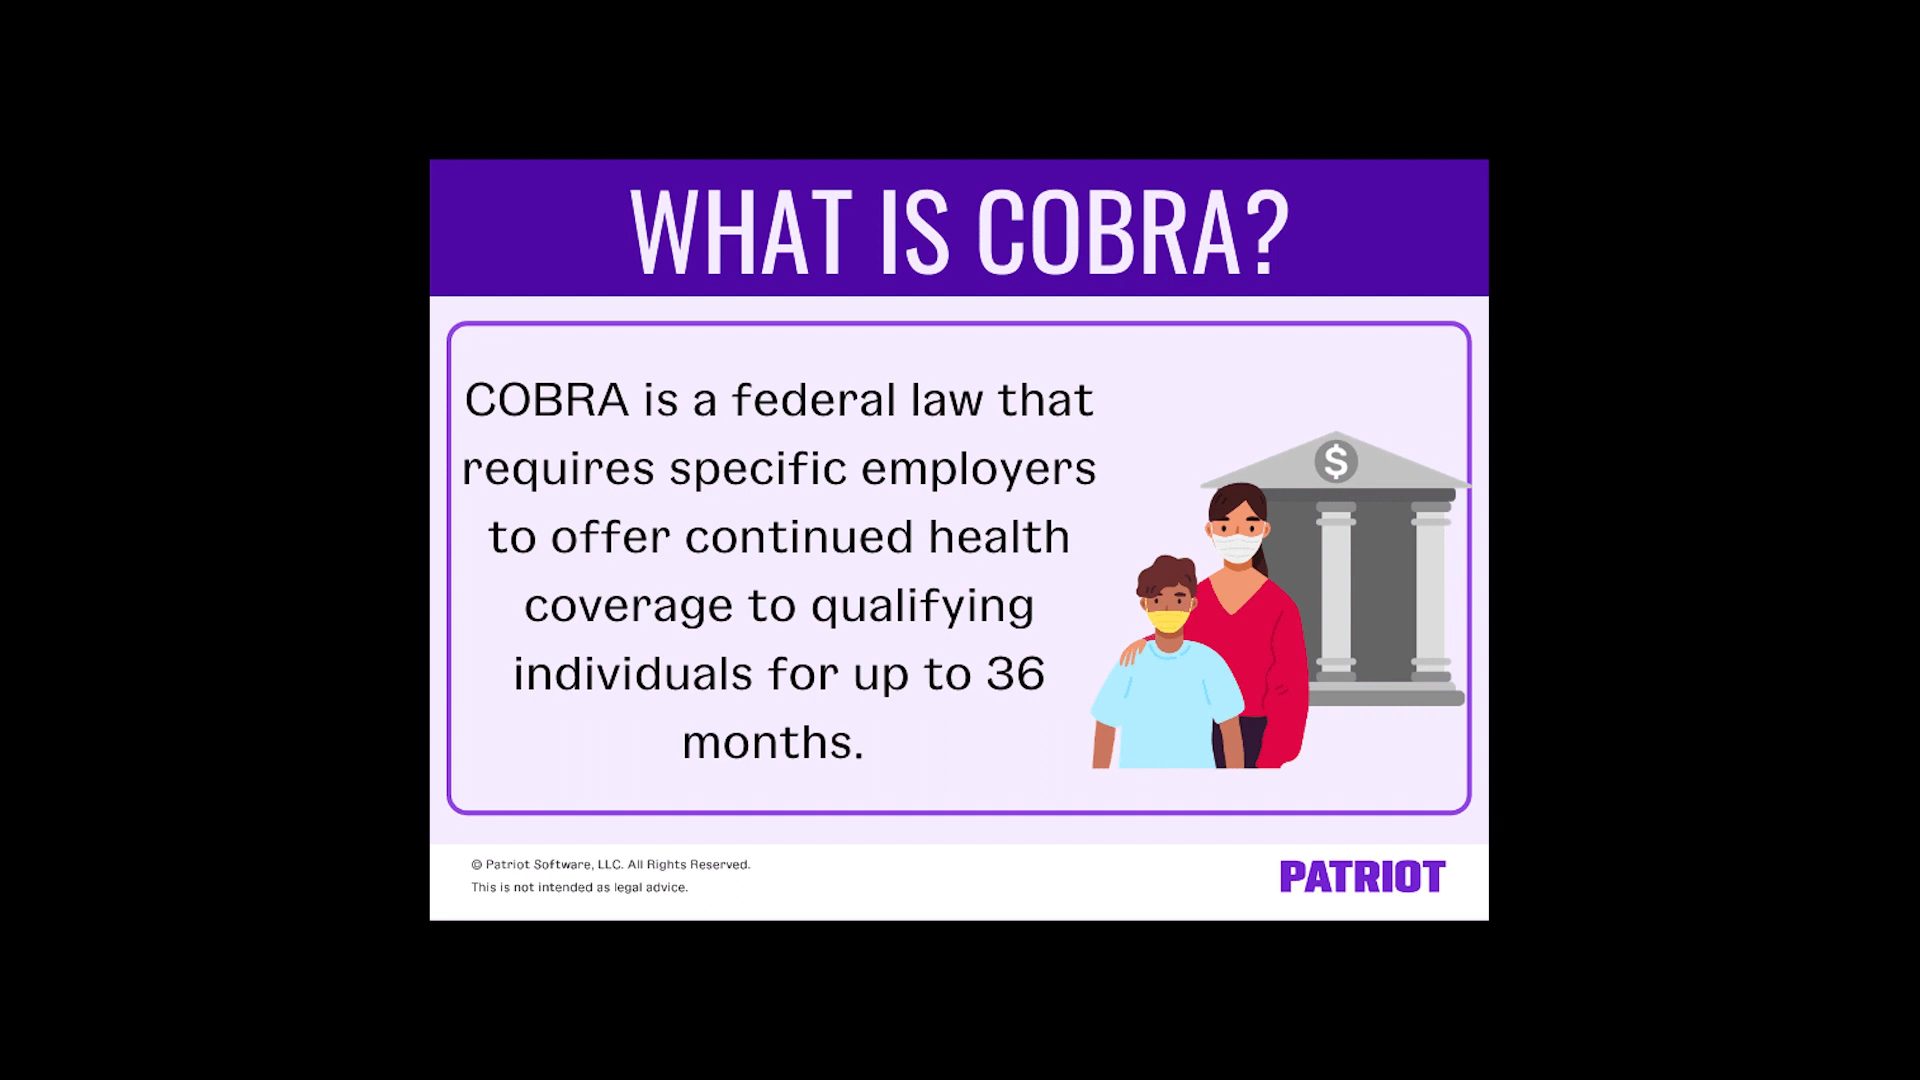 WHAT IS COBRA?
COBRA is a federal law that
requires specific employers
to offer continued health
coverage to qualifying
individuals for up to 36
months.
$
© Patriot Software, LLC. All Rights Reserved.
This is not intended as legal advice.
PATRIOT